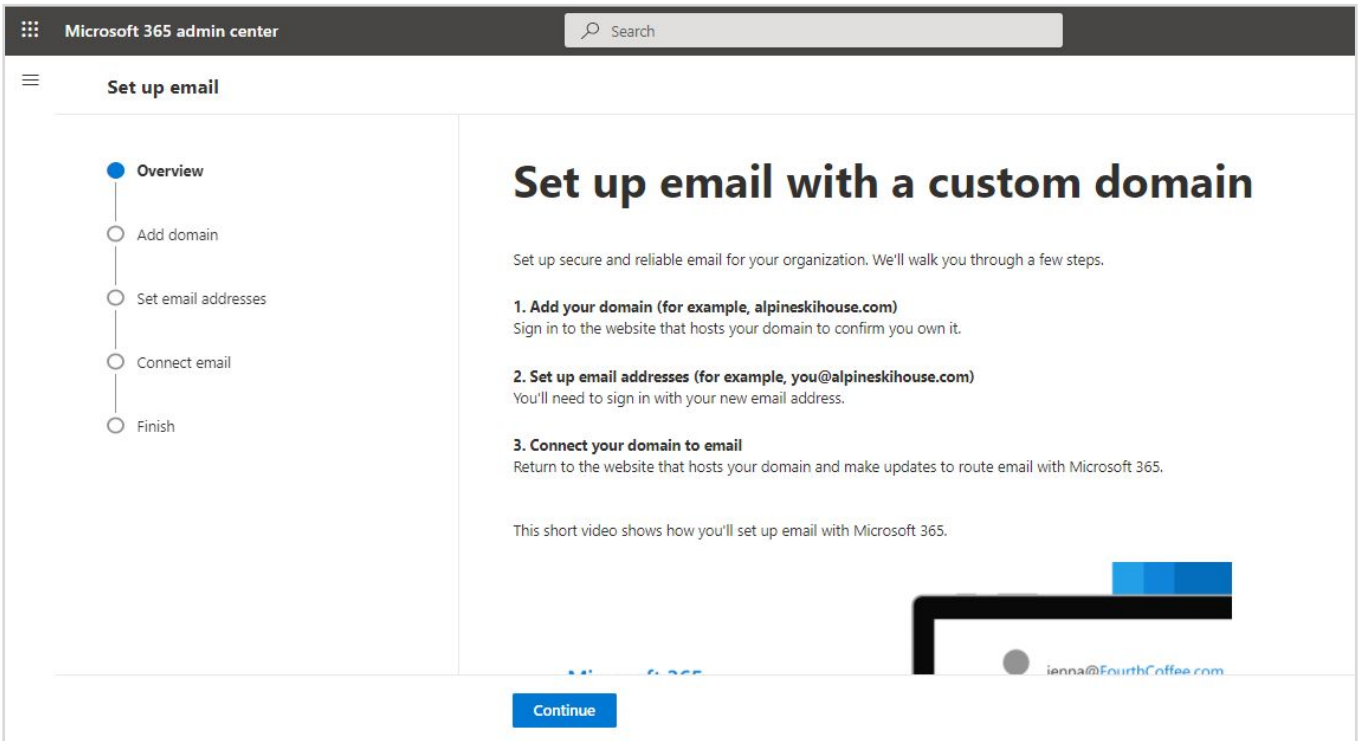 Microsoft 365 admin center
Search
Set up email
Overview
Add domain
Set email addresses
Connect email
Finish
Set up email with a custom domain
Set up secure and reliable email for your organization. We'll walk you through a few steps.
1. Add your domain (for example, alpineskihouse.com)
Sign in to the website that hosts your domain to confirm you own it.
2. Set up email addresses (for example, you@alpineskihouse.com)
You'll need to sign in with your new email address.
3. Connect your domain to email
Return to the website that hosts your domain and make updates to route email with Microsoft 365.
This short video shows how you'll set up email with Microsoft 365.
jenna@FourthCoffee.com
Microsoft 365
Continue